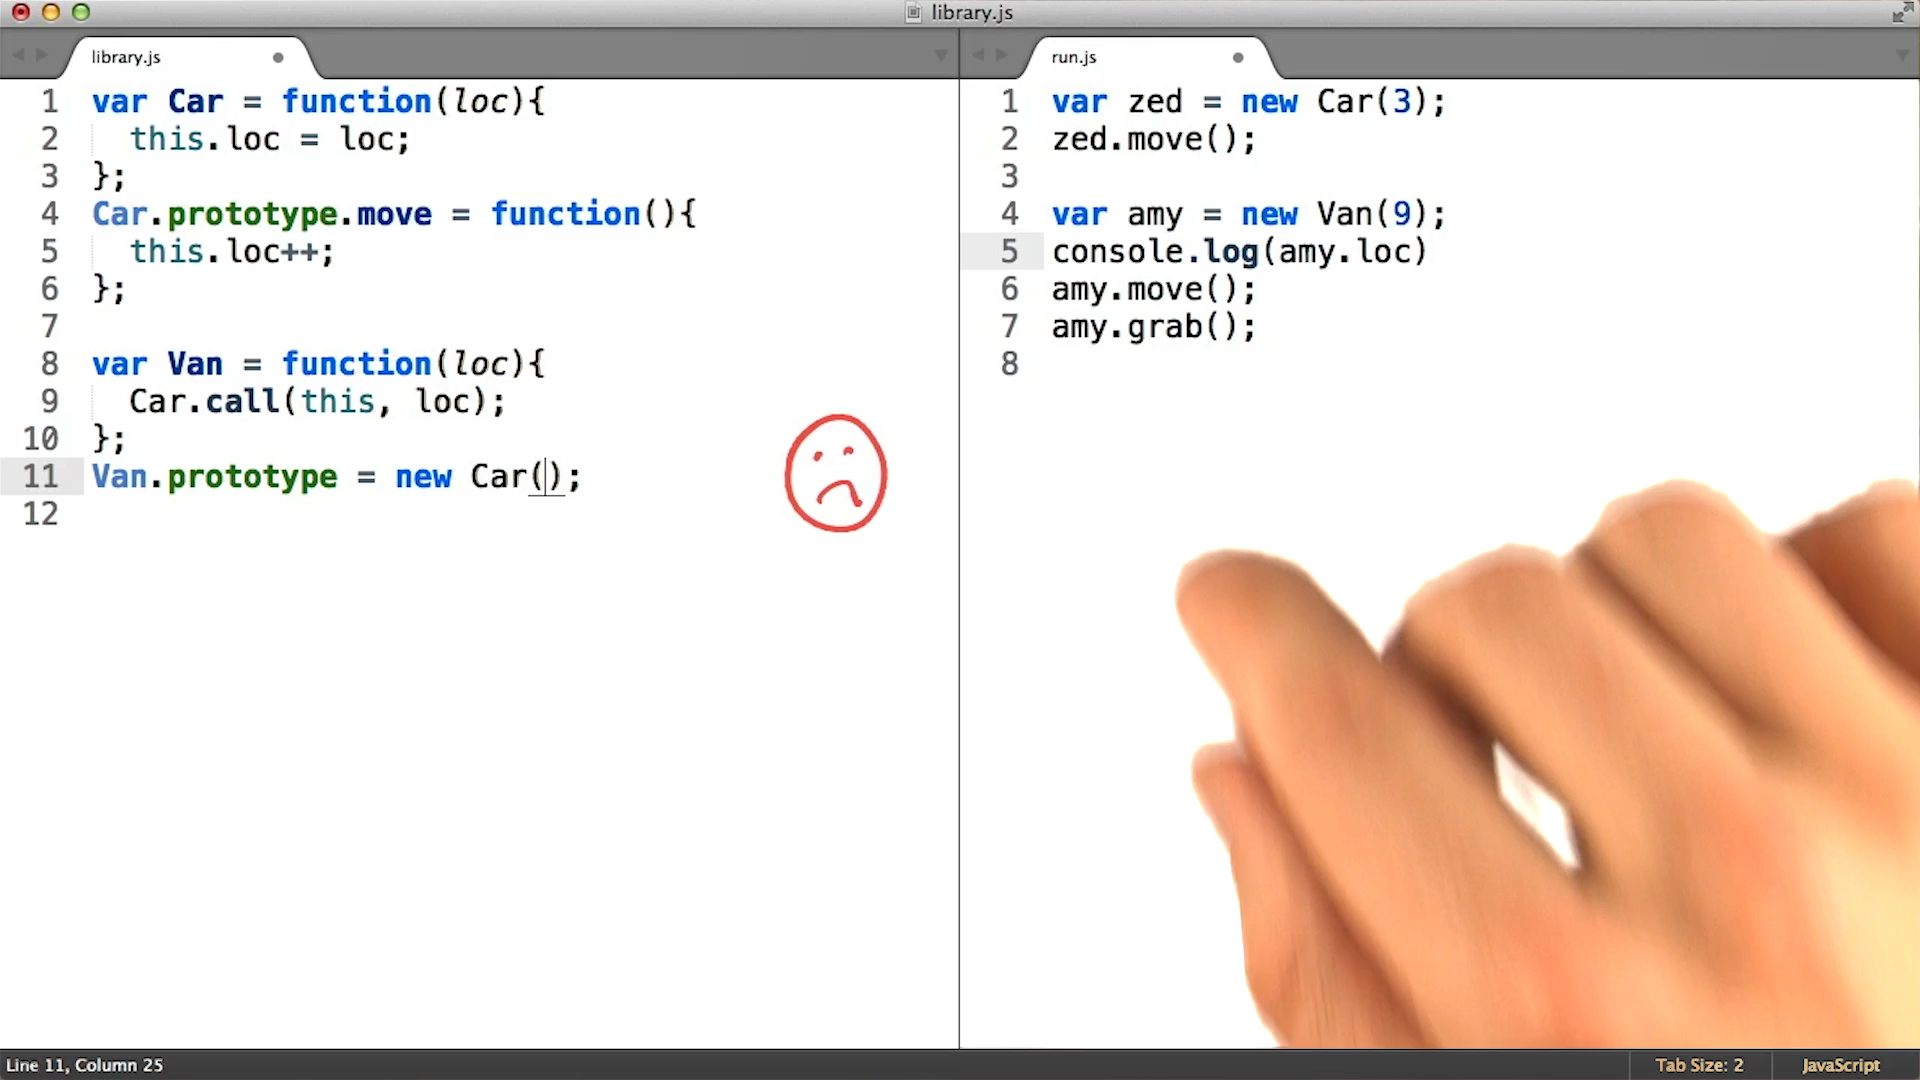 library.js
library.js
1 var Car = function(loc){
2 this.loc = loc;
3 };
4 Car.prototype.move = function(){
5 this.loc++;
6 };
7
8 var Van = function(loc){
9 Car.call(this, loc);
10 };
11 Van.prototype = new Car();
12
run.js
1 var zed = new Car(3);
2 zed.move();
3
4 var amy = new Van(9);
5 console.log(amy.loc)
6 amy.move();
7 amy.grab();
8
Line 11, Column 25
Tab Size: 2
JavaScript